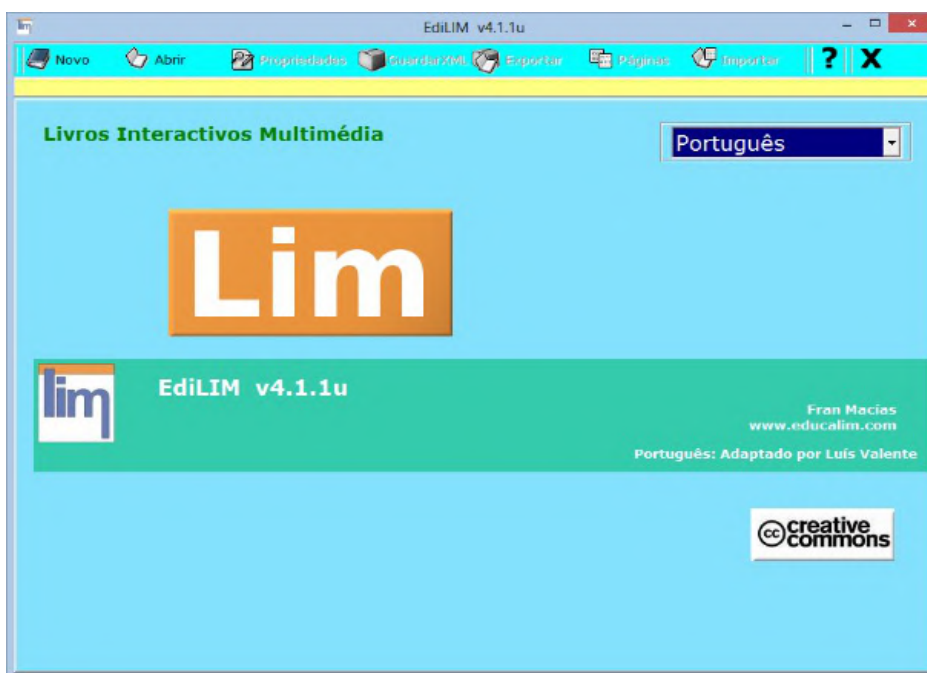 EdiLIM v4.1.1u
Novo Abrir Propriedades GuardarXML Exportar Páginas Importar ? X
Livros Interactivos Multimédia
Português
Lim
lim
EdiLIM v4.1.1u
Fran Macías
www.educalim.com
Português: Adaptado por Luís Valente
cc creative
commons